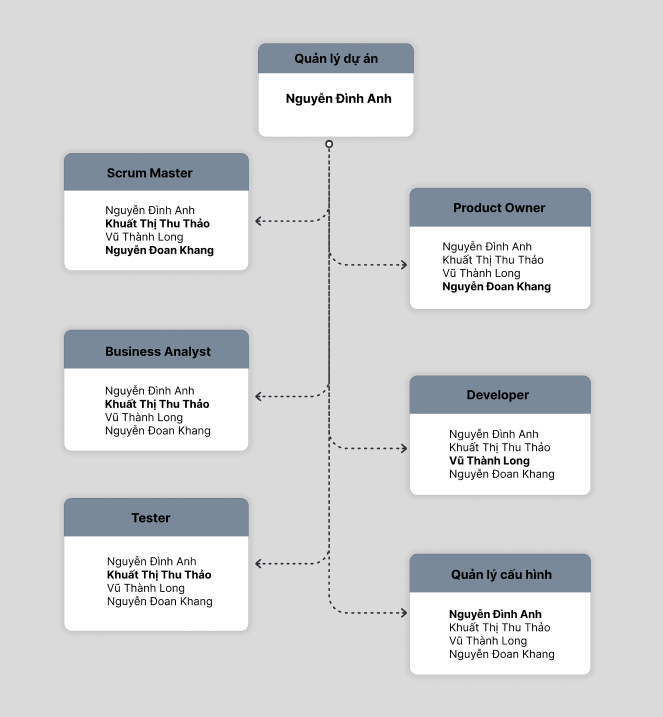 Quản lý dự án
Nguyễn Đình Anh
Scrum Master
Nguyễn Đình Anh
Khuất Thị Thu Thảo
Vũ Thành Long
Nguyễn Đoan Khang
Product Owner
Nguyễn Đình Anh
Khuất Thị Thu Thảo
Vũ Thành Long
Nguyễn Đoan Khang
Business Analyst
Nguyễn Đình Anh
Khuất Thị Thu Thảo
Vũ Thành Long
Nguyễn Đoan Khang
Developer
Nguyễn Đình Anh
Khuất Thị Thu Thảo
Vũ Thành Long
Nguyễn Đoan Khang
Tester
Nguyễn Đình Anh
Khuất Thị Thu Thảo
Vũ Thành Long
Nguyễn Đoan Khang
Quản lý cấu hình
Nguyễn Đình Anh
Khuất Thị Thu Thảo
Vũ Thành Long
Nguyễn Đoan Khang